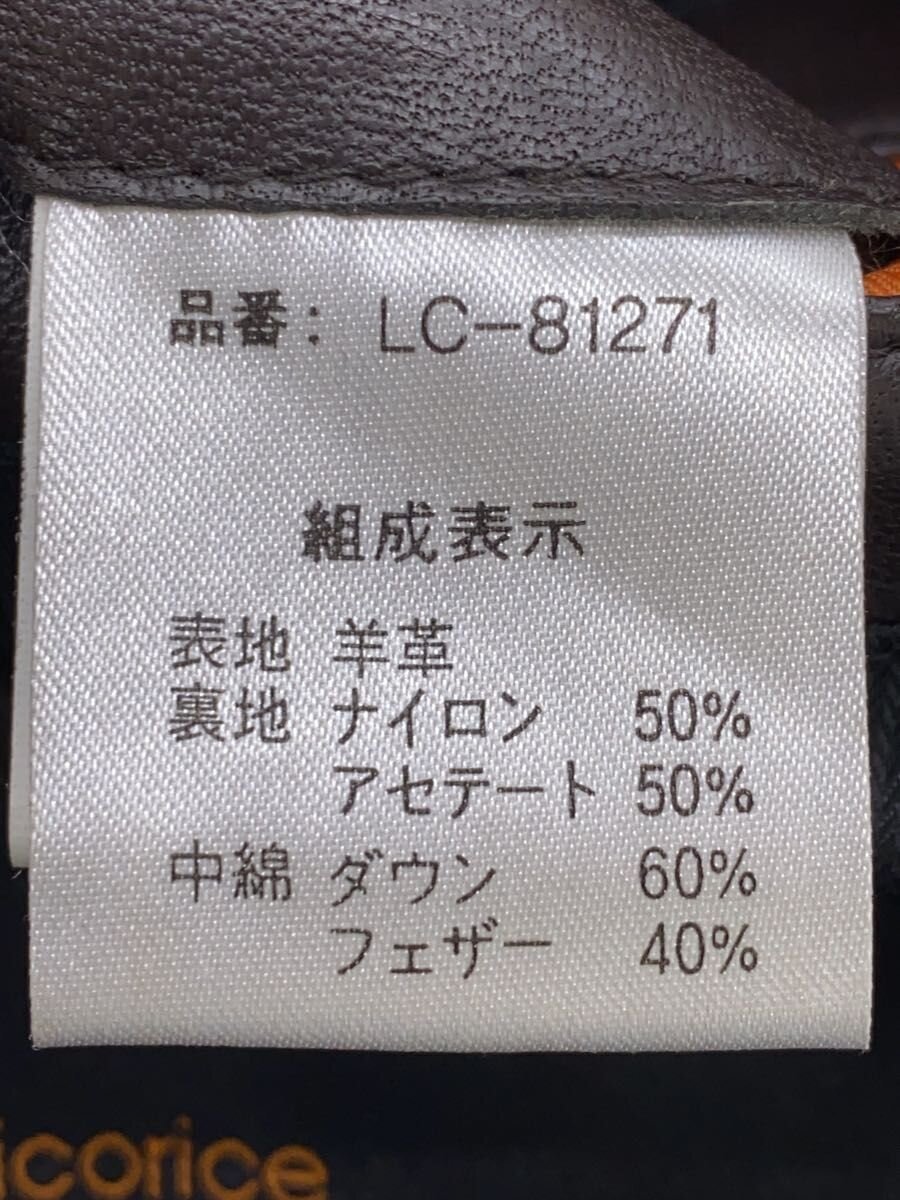 品番: LC-81271
組成表示
表地 羊革
裏地 ナイロン 50%
アセテート 50%
中綿 ダウン 60%
フェザー 40%
icorice